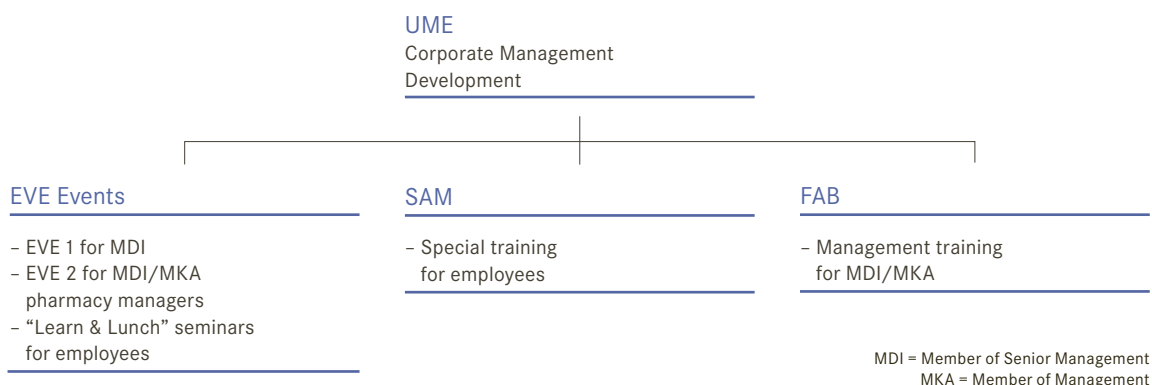 UME
Corporate Management
Development
EVE Events
– EVE 1 for MDI
– EVE 2 for MDI/MKA
pharmacy managers
– “Learn & Lunch” seminars
for employees
SAM
– Special training
for employees
FAB
– Management training
for MDI/MKA
MDI = Member of Senior Management
MKA = Member of Management